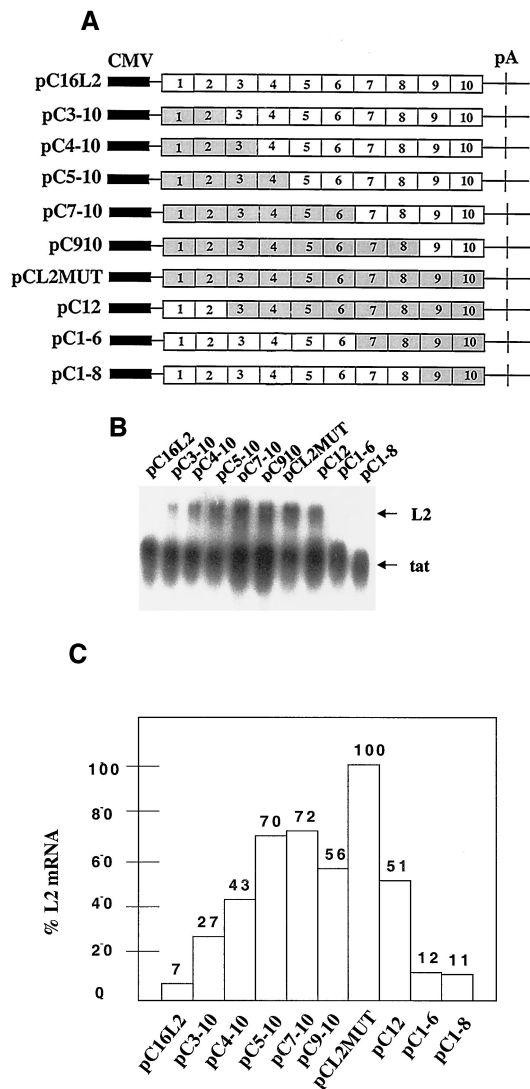 A
CMV
pA
pC16L2 1 2 3 4 5 6 7 8 9 10
pC3-10 1 2 3 4 5 6 7 8 9 10
pC4-10 1 2 3 4 5 6 7 8 9 10
pC5-10 1 2 3 4 5 6 7 8 9 10
pC7-10 1 2 3 4 5 6 7 8 9 10
pC910 1 2 3 4 5 6 7 8 9 10
pCL2MUT 1 2 3 4 5 6 7 8 9 10
pC12 1 2 3 4 5 6 7 8 9 10
pC1-6 1 2 3 4 5 6 7 8 9 10
pC1-8 1 2 3 4 5 6 7 8 9 10
B
pC16L2 pC3-10 pC4-10 pC5-10 pC7-10 pC910 pCL2MUT pC12 pC1-6 pC1-8
L2
tat
C
% L2 mRNA
100
80
60
40
20
0
7 27 43 70 72 56 100 51 12 11
pC16L2 pC3-10 pC4-10 pC5-10 pC7-10 pC9-10 pCL2MUT pC12 pC1-6 pC1-8